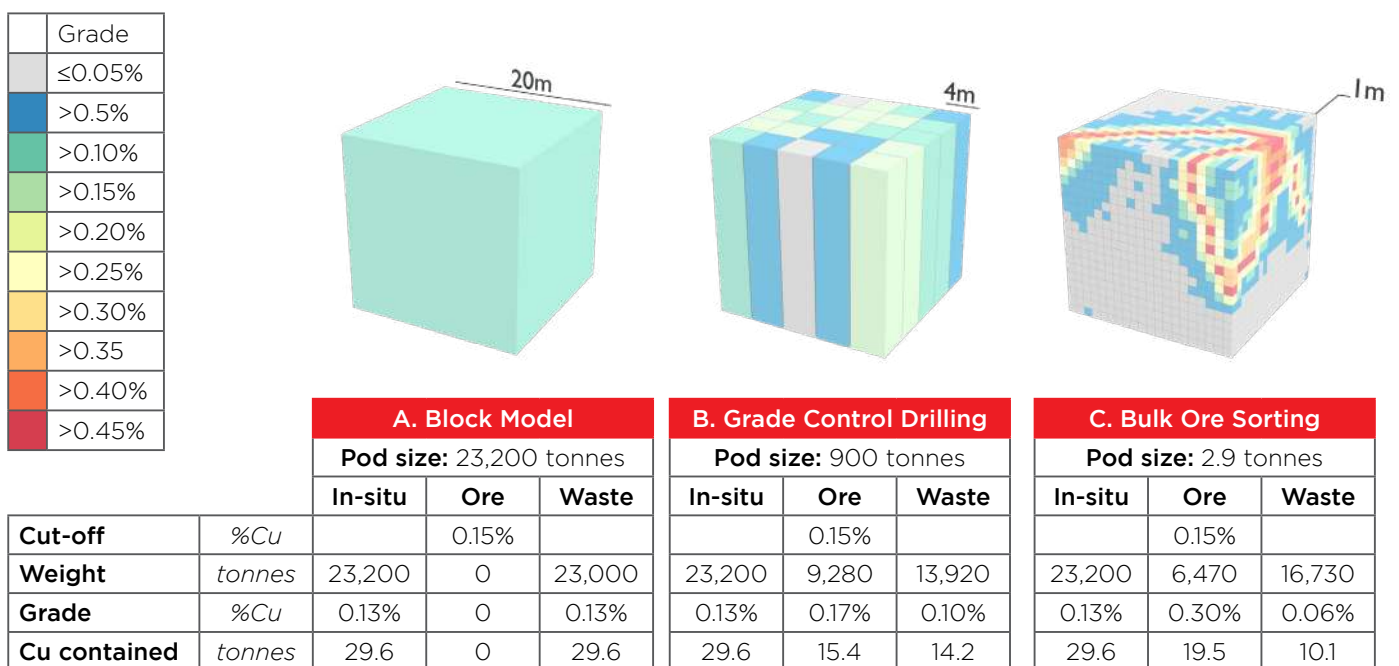 Grade
≤0.05%
>0.5%
>0.10%
>0.15%
>0.20%
>0.25%
>0.30%
>0.35
>0.40%
>0.45%
20m
4m
1m
A. Block Model B. Grade Control Drilling C. Bulk Ore Sorting
Pod size: 23,200 tonnes Pod size: 900 tonnes Pod size: 2.9 tonnes
In-situ Ore Waste In-situ Ore Waste In-situ Ore Waste
Cut-off %Cu 0.15% 0.15% 0.15%
Weight tonnes 23,200 0 23,000 23,200 9,280 13,920 23,200 6,470 16,730
Grade %Cu 0.13% 0 0.13% 0.13% 0.17% 0.10% 0.13% 0.30% 0.06%
Cu contained tonnes 29.6 0 29.6 29.6 15.4 14.2 29.6 19.5 10.1